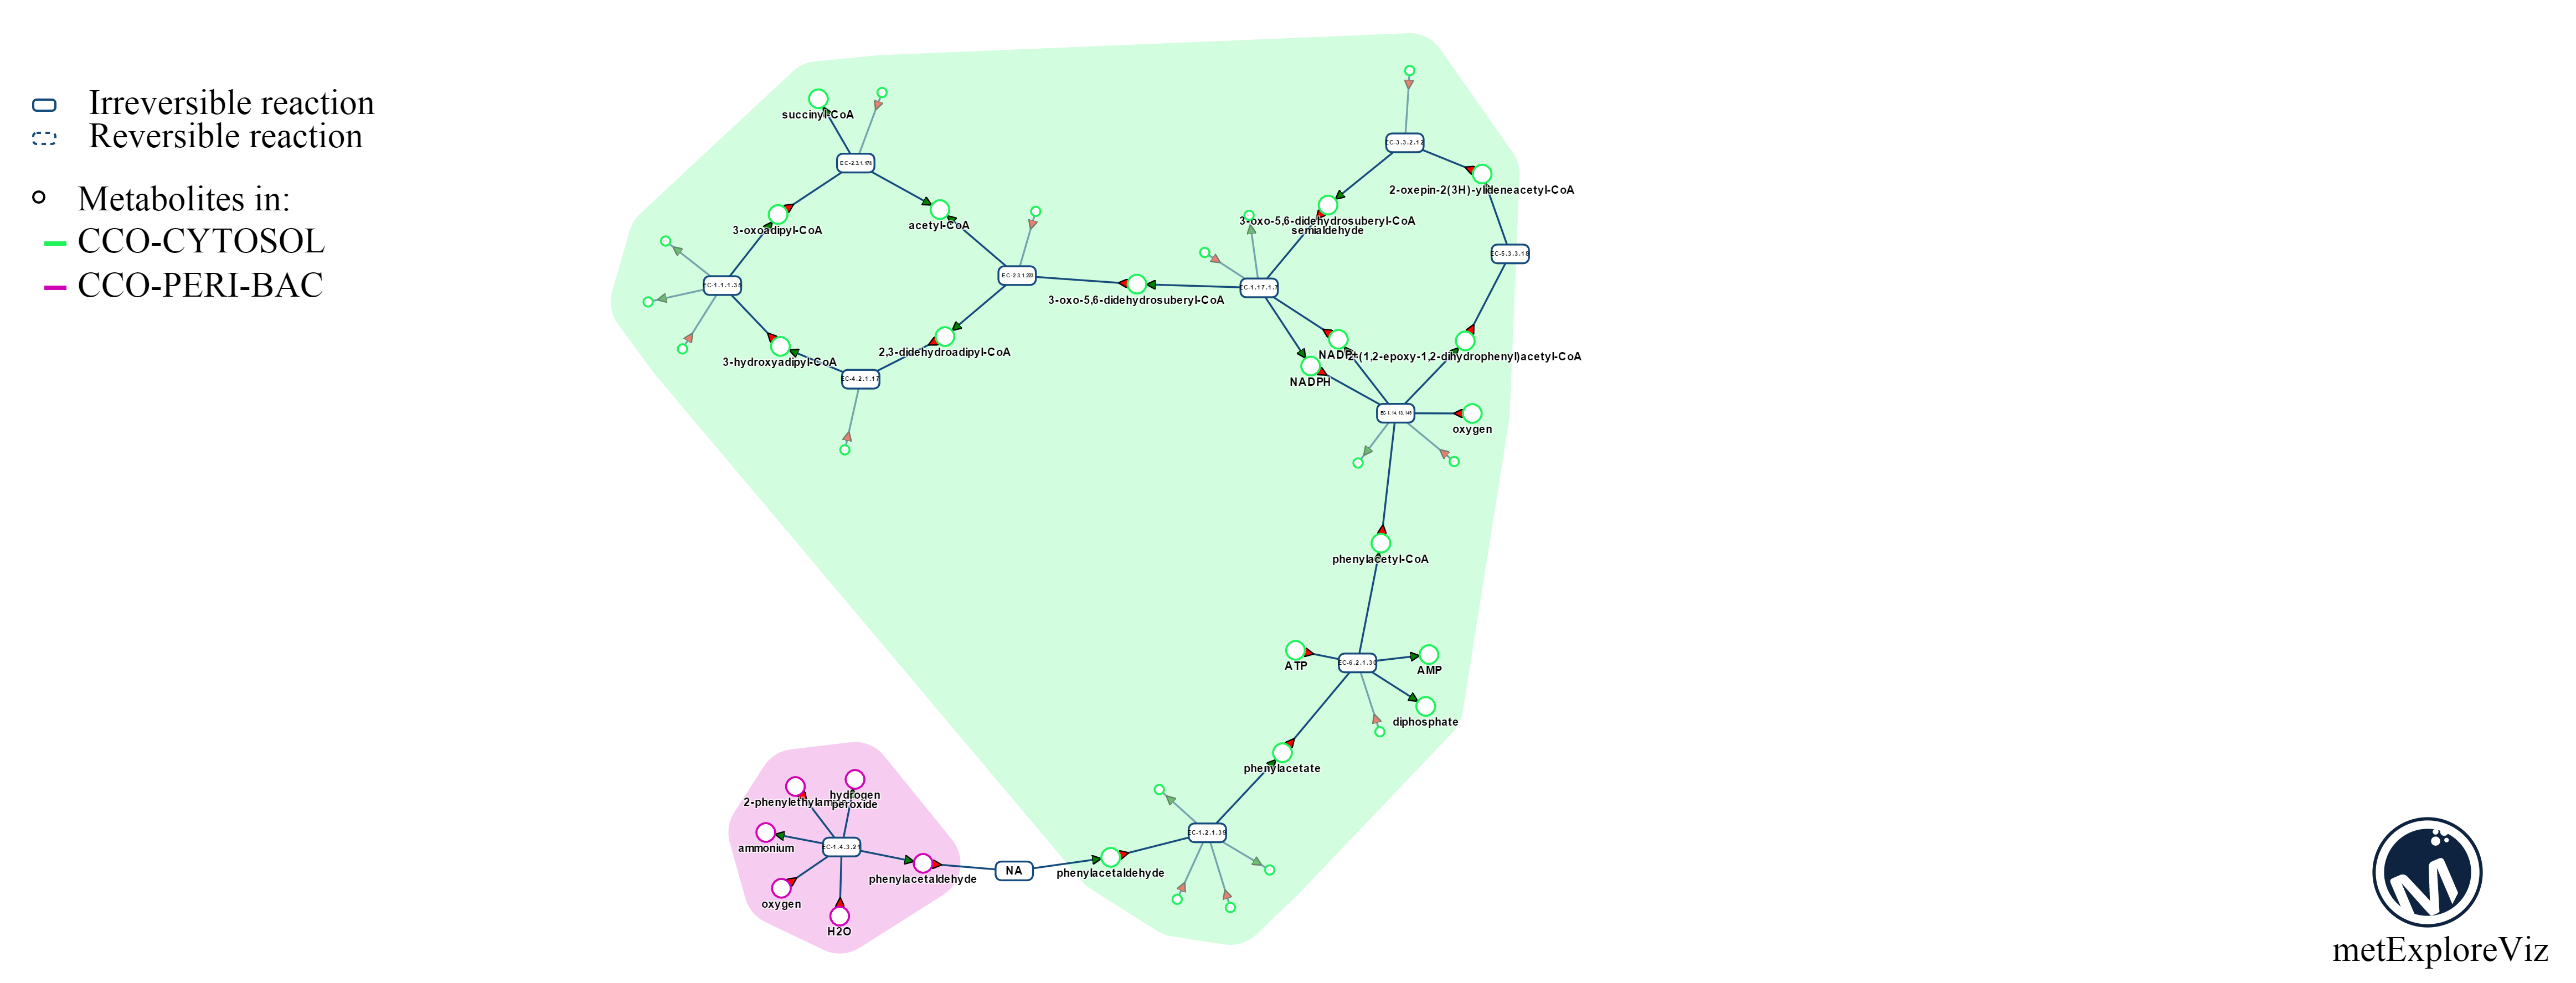 Irreversible reaction
Reversible reaction
Metabolites in:
CCO-CYTOSOL
CCO-PERI-BAC
succinyl-CoA
EC-2.3.1.174
3-oxoadipyl-CoA
acetyl-CoA
EC-1.1.1.35
EC-2.3.1.223
3-hydroxyadipyl-CoA
2,3-didehydroadipyl-CoA
EC-4.2.1.17
3-oxo-5,6-didehydrosuberyl-CoA
EC-3.3.2.12
2-oxepin-2(3H)-ylideneacetyl-CoA
3-oxo-5,6-didehydrosuberyl-CoA
semialdehyde
EC-5.3.3.18
EC-1.17.1.7
NADP+
2-(1,2-epoxy-1,2-dihydrophenyl)acetyl-CoA
NADPH
EC-1.14.13.149
oxygen
phenylacetyl-CoA
ATP
EC-6.2.1.30
AMP
diphosphate
phenylacetate
EC-1.2.1.39
phenylacetaldehyde
NA
phenylacetaldehyde
2-phenylethylamine
hydrogen
peroxide
ammonium
EC-1.4.3.21
oxygen
H2O
M
metExploreViz